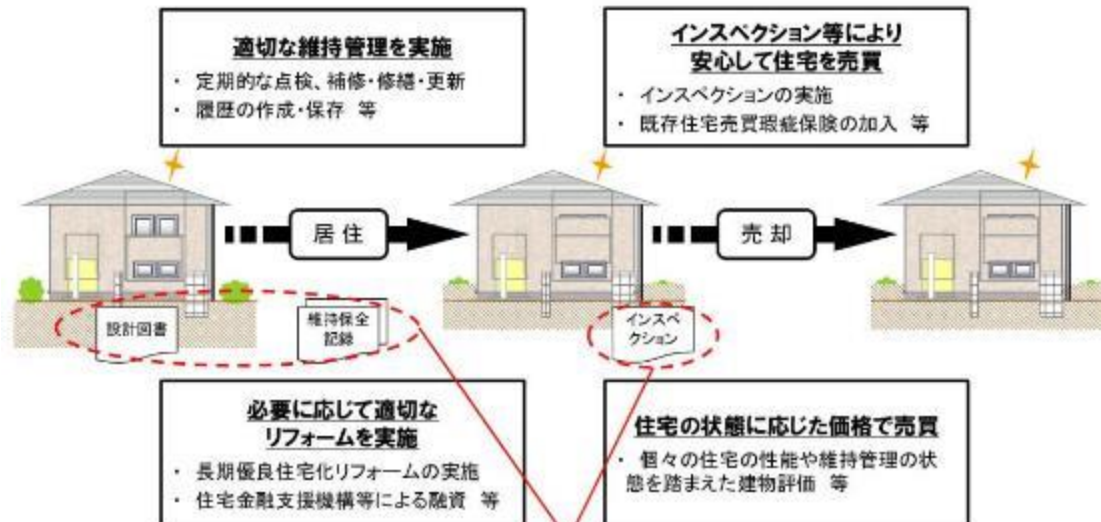 適切な維持管理を実施
・ 定期的な点検、補修・修繕・更新
・ 履歴の作成・保存 等
インスペクション等により
安心して住宅を売買
・ インスペクションの実施
・ 既存住宅売買瑕疵保険の加入 等
居 住
売 却
設計図書
維持保全
記録
インスペ
クション
必要に応じて適切な
リフォームを実施
・ 長期優良住宅化リフォームの実施
・ 住宅金融支援機構等による融資 等
住宅の状態に応じた価格で売買
・ 個々の住宅の性能や維持管理の状
態を踏まえた建物評価 等